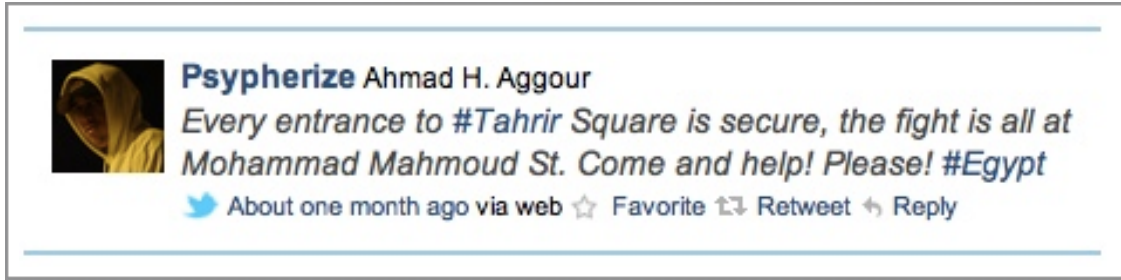 Psypherize Ahmad H. Aggour
Every entrance to #Tahrir Square is secure, the fight is all at
Mohammad Mahmoud St. Come and help! Please! #Egypt
About one month ago via web Favorite Retweet Reply